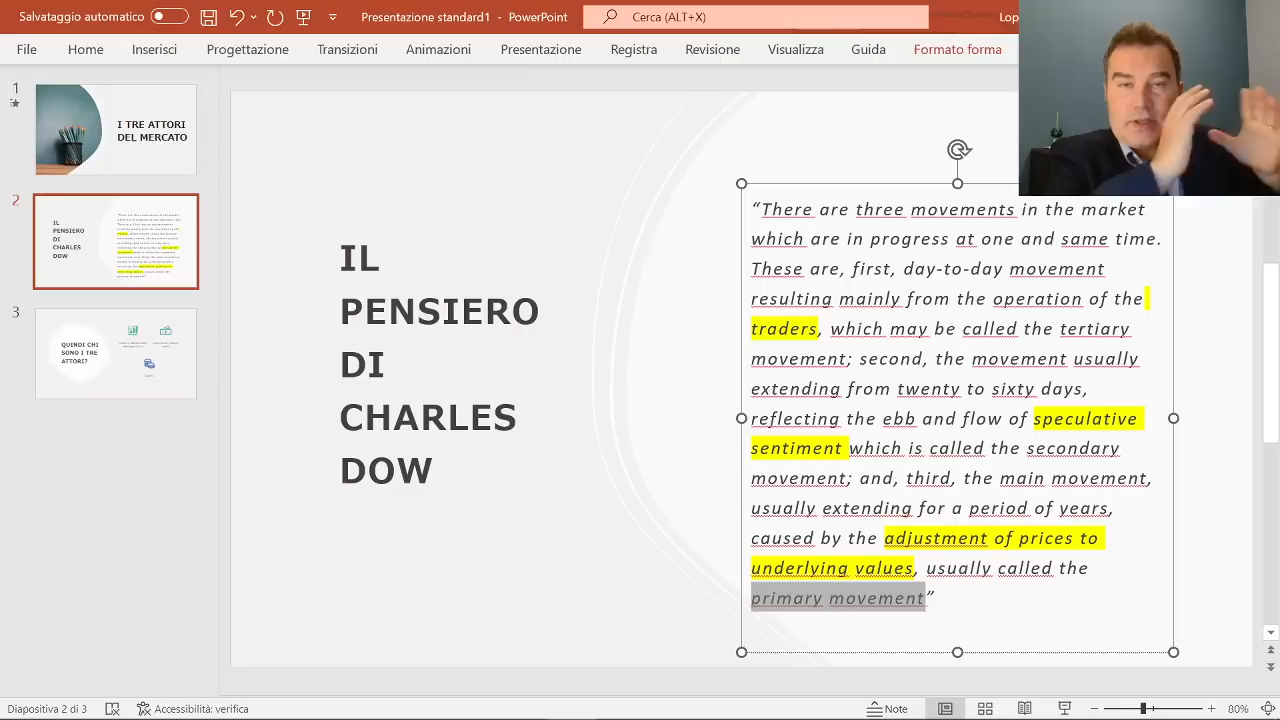 Salvataggio automatico
Presentazione standard1 - PowerPoint
Cerca (ALT+X)
Lop
File
Home
Inserisci
Progettazione
Transizioni
Animazioni
Presentazione
Registra
Revisione
Visualizza
Guida
Formato forma
1
I TRE ATTORI
DEL MERCATO
2
IL
PENSIERO
DI
CHARLES
DOW
3
QUINDI CHI
SONO I TRE
ATTORI?
IL
PENSIERO
DI
CHARLES
DOW
“There are three movements in the market
which are in progress at one and same time.
These are, first, day-to-day movement
resulting mainly from the operation of the
traders, which may be called the tertiary
movement; second, the movement usually
extending from twenty to sixty days,
reflecting the ebb and flow of speculative
sentiment which is called the secondary
movement; and, third, the main movement,
usually extending for a period of years,
caused by the adjustment of prices to
underlying values, usually called the
primary movement”
Diapositiva 2 di 3
Accessibilità: verifica
Note
80%